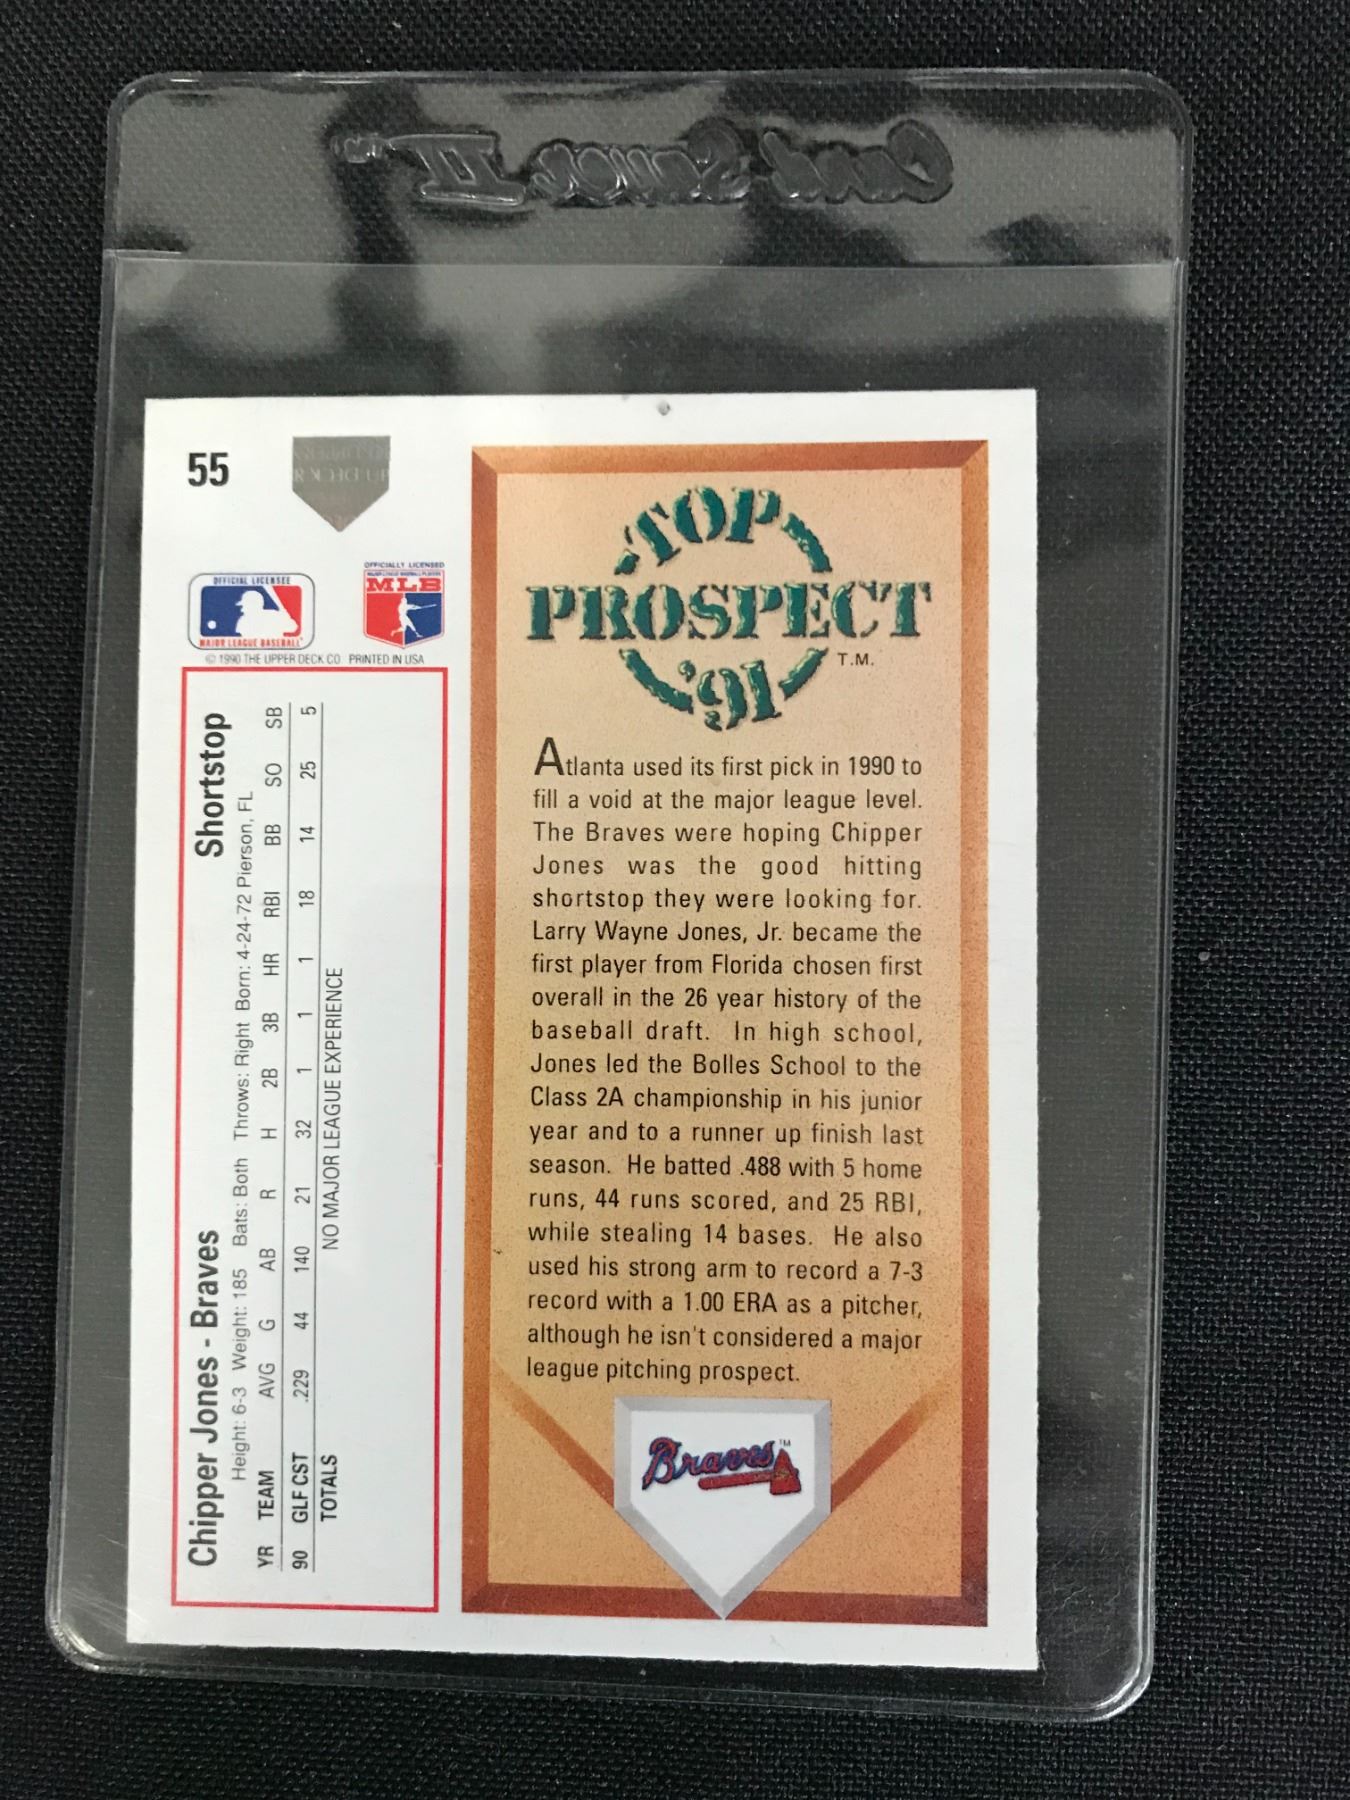 Card Saver II™
55
UPPER DECK
OFFICIAL LICENSEE
MAJOR LEAGUE BASEBALL
OFFICIALLY LICENSED
MAJOR LEAGUE BASEBALL PLAYERS
MLB
© 1990 THE UPPER DECK CO. PRINTED IN USA
Chipper Jones - Braves Shortstop
Height: 6-3 Weight: 185 Bats: Both Throws: Right Born: 4-24-72 Pierson, FL
YR TEAM AVG G AB R H 2B 3B HR RBI BB SO SB
90 GLF CST .229 44 140 21 32 1 1 1 18 14 25 5
TOTALS NO MAJOR LEAGUE EXPERIENCE
TOP
PROSPECT
'91
T.M.
Atlanta used its first pick in 1990 to
fill a void at the major league level.
The Braves were hoping Chipper
Jones was the good hitting
shortstop they were looking for.
Larry Wayne Jones, Jr. became the
first player from Florida chosen first
overall in the 26 year history of the
baseball draft. In high school,
Jones led the Bolles School to the
Class 2A championship in his junior
year and to a runner up finish last
season. He batted .488 with 5 home
runs, 44 runs scored, and 25 RBI,
while stealing 14 bases. He also
used his strong arm to record a 7-3
record with a 1.00 ERA as a pitcher,
although he isn't considered a major
league pitching prospect.
Braves™